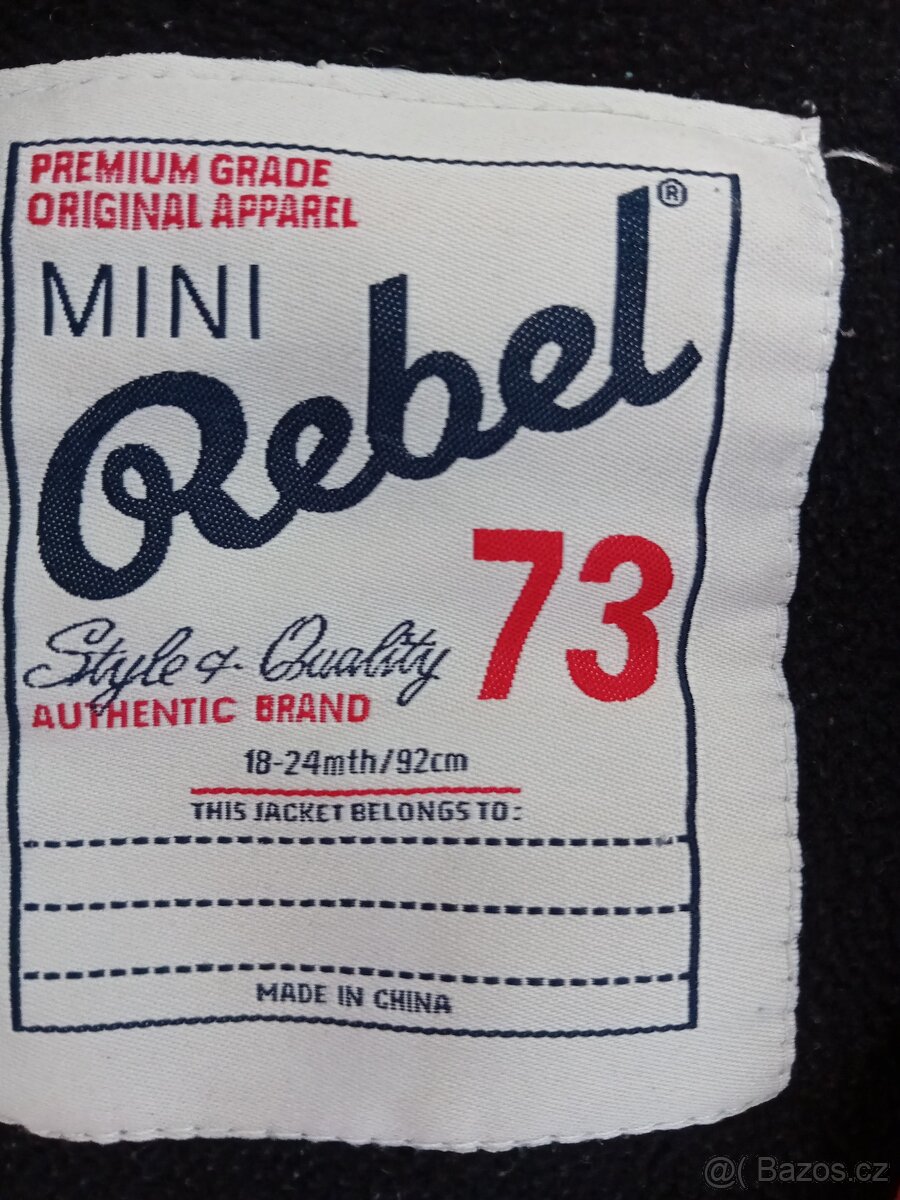 PREMIUM GRADE
ORIGINAL APPAREL
MINI
Rebel®
73
Style & Quality
AUTHENTIC BRAND
18-24mth/92cm
THIS JACKET BELONGS TO:
MADE IN CHINA
@( Bazos.cz